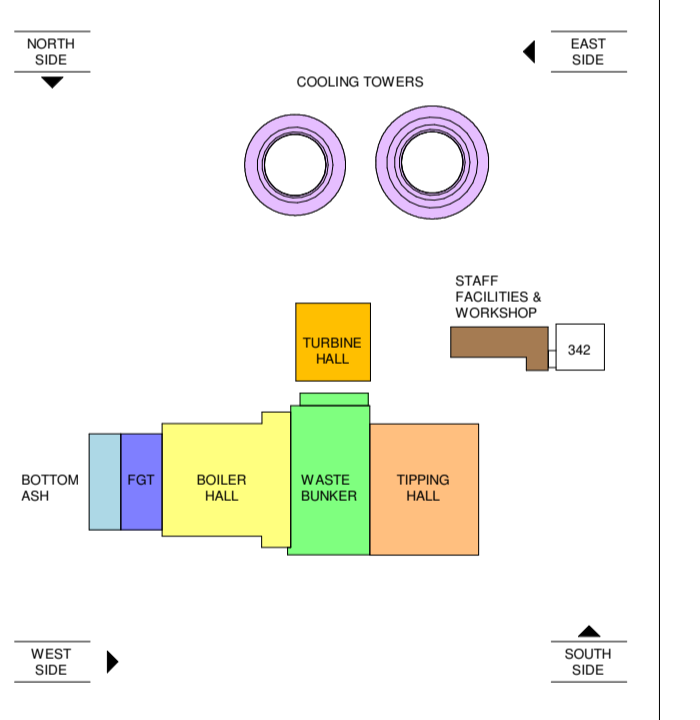 NORTH
SIDE
EAST
SIDE
COOLING TOWERS
STAFF
FACILITIES &
WORKSHOP
TURBINE
HALL
342
BOTTOM
ASH
FGT
BOILER
HALL
WASTE
BUNKER
TIPPING
HALL
WEST
SIDE
SOUTH
SIDE